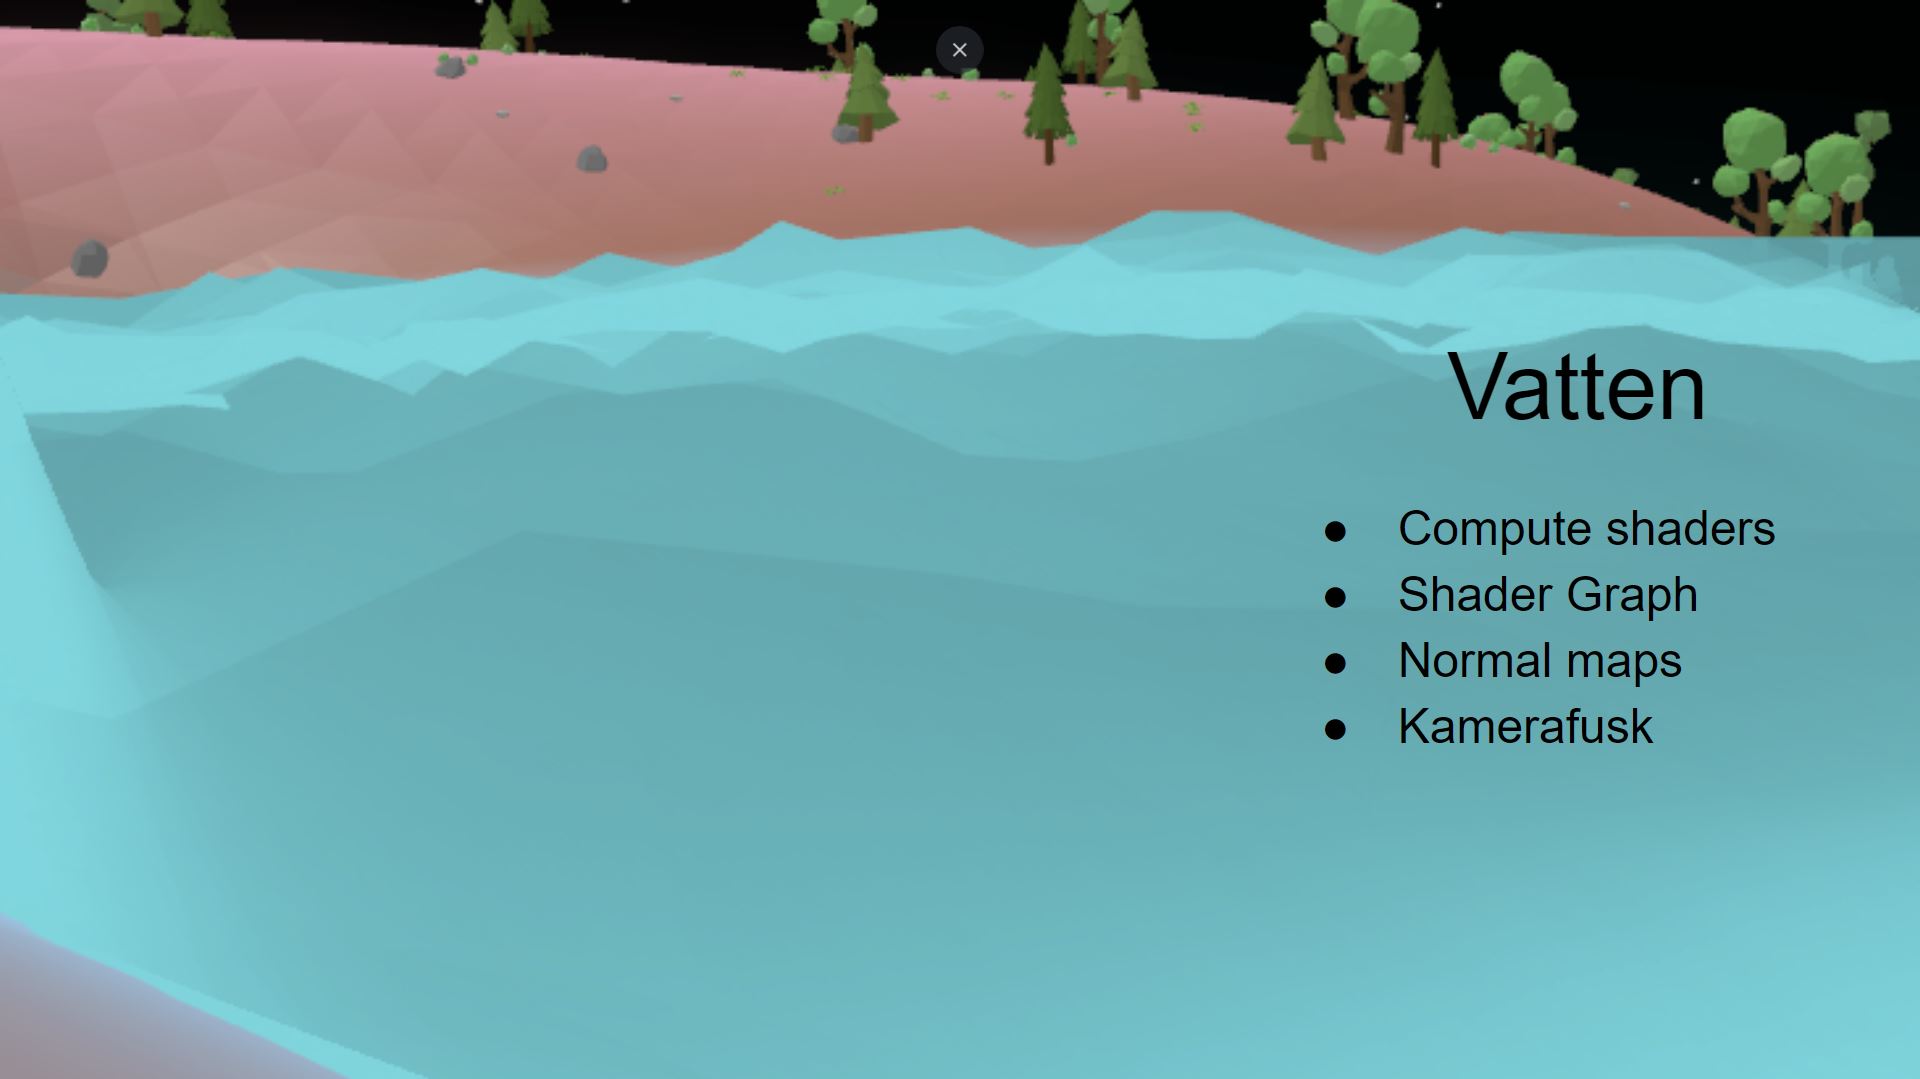 Vatten
● Compute shaders
● Shader Graph
● Normal maps
● Kamerafusk